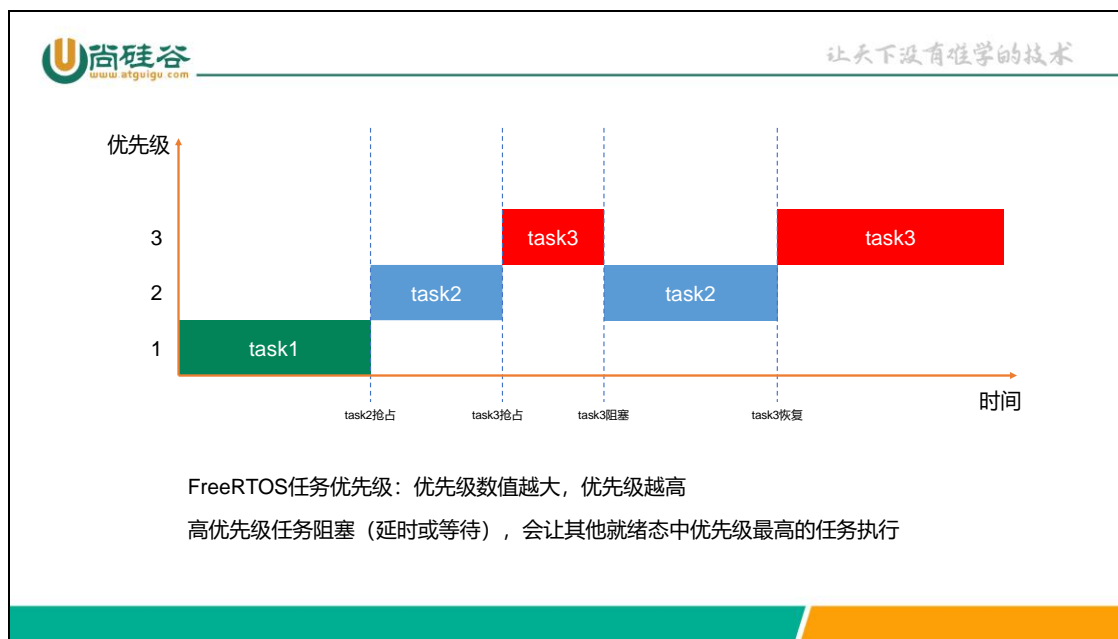 尚硅谷
www.atguigu.com
让天下没有难学的技术
优先级
3
task3
task3
2
task2
task2
1
task1
时间
task2抢占
task3抢占
task3阻塞
task3恢复
FreeRTOS任务优先级：优先级数值越大，优先级越高
高优先级任务阻塞（延时或等待），会让其他就绪态中优先级最高的任务执行